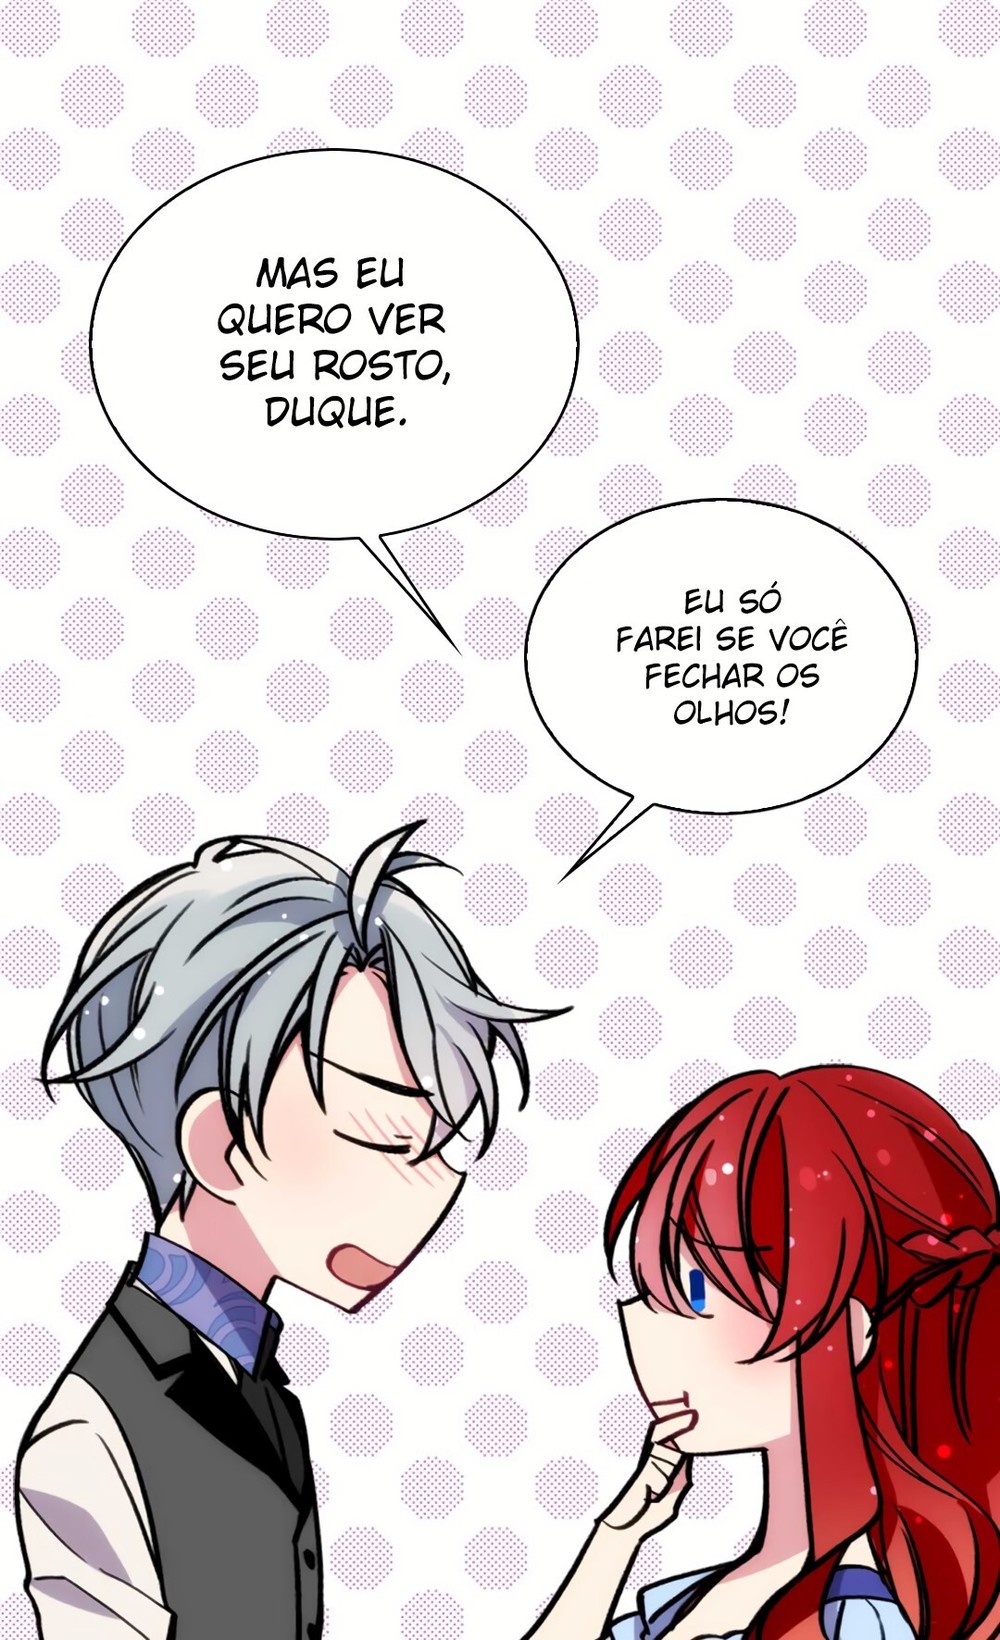 MAS EU
QUERO VER
SEU ROSTO,
DUQUE.
EU SÓ
FAREI SE VOCÊ
FECHAR OS
OLHOS!